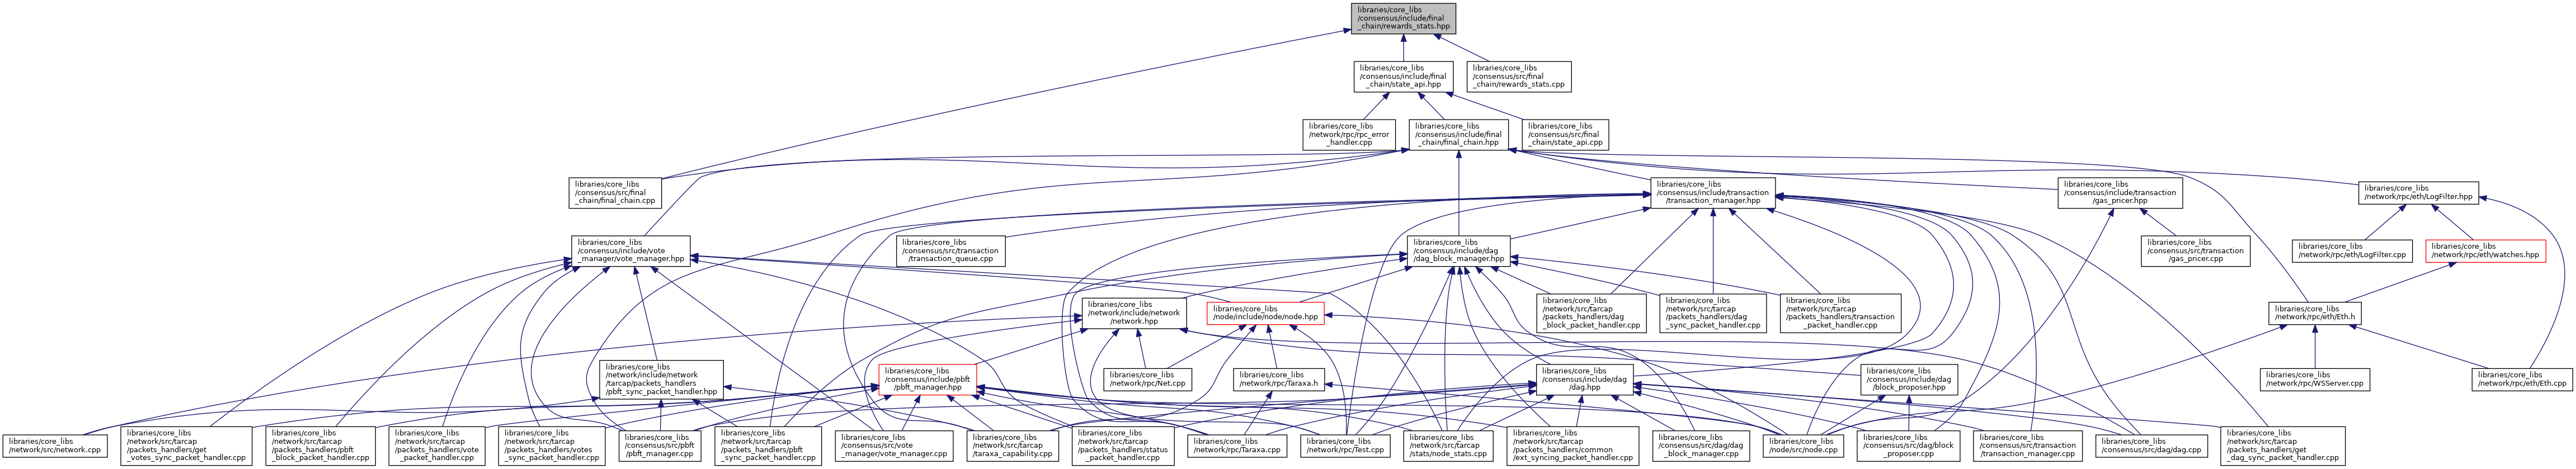 libraries/core_libs
/consensus/include/final
_chain/rewards_stats.hpp
libraries/core_libs
/consensus/include/final
_chain/state_api.hpp
libraries/core_libs
/consensus/src/final
_chain/rewards_stats.cpp
libraries/core_libs
/network/rpc/rpc_error
_handler.cpp
libraries/core_libs
/consensus/include/final
_chain/final_chain.hpp
libraries/core_libs
/consensus/src/final
_chain/state_api.cpp
libraries/core_libs
/consensus/src/final
_chain/final_chain.cpp
libraries/core_libs
/consensus/include/transaction
/transaction_manager.hpp
libraries/core_libs
/consensus/include/transaction
/gas_pricer.hpp
libraries/core_libs
/network/rpc/eth/LogFilter.hpp
libraries/core_libs
/consensus/include/vote
_manager/vote_manager.hpp
libraries/core_libs
/consensus/src/transaction
/transaction_queue.cpp
libraries/core_libs
/consensus/include/dag
/dag_block_manager.hpp
libraries/core_libs
/consensus/src/transaction
/gas_pricer.cpp
libraries/core_libs
/network/rpc/eth/LogFilter.cpp
libraries/core_libs
/network/rpc/eth/watches.hpp
libraries/core_libs
/network/include/network
/network.hpp
libraries/core_libs
/node/include/node/node.hpp
libraries/core_libs
/network/src/tarcap
/packets_handlers/dag
_block_packet_handler.cpp
libraries/core_libs
/network/src/tarcap
/packets_handlers/dag
_sync_packet_handler.cpp
libraries/core_libs
/network/src/tarcap
/packets_handlers/transaction
_packet_handler.cpp
libraries/core_libs
/network/rpc/eth/Eth.h
libraries/core_libs
/network/include/network
/tarcap/packets_handlers
/pbft_sync_packet_handler.hpp
libraries/core_libs
/consensus/include/pbft
/pbft_manager.hpp
libraries/core_libs
/network/rpc/Net.cpp
libraries/core_libs
/network/rpc/Taraxa.h
libraries/core_libs
/consensus/include/dag
/dag.hpp
libraries/core_libs
/consensus/include/dag
/block_proposer.hpp
libraries/core_libs
/network/rpc/WSServer.cpp
libraries/core_libs
/network/rpc/eth/Eth.cpp
libraries/core_libs
/network/src/network.cpp
libraries/core_libs
/network/src/tarcap
/packets_handlers/get
_votes_sync_packet_handler.cpp
libraries/core_libs
/network/src/tarcap
/packets_handlers/pbft
_block_packet_handler.cpp
libraries/core_libs
/network/src/tarcap
/packets_handlers/vote
_packet_handler.cpp
libraries/core_libs
/network/src/tarcap
/packets_handlers/votes
_sync_packet_handler.cpp
libraries/core_libs
/consensus/src/pbft
/pbft_manager.cpp
libraries/core_libs
/network/src/tarcap
/packets_handlers/pbft
_sync_packet_handler.cpp
libraries/core_libs
/consensus/src/vote
_manager/vote_manager.cpp
libraries/core_libs
/network/src/tarcap
/taraxa_capability.cpp
libraries/core_libs
/network/src/tarcap
/packets_handlers/status
_packet_handler.cpp
libraries/core_libs
/network/rpc/Taraxa.cpp
libraries/core_libs
/network/rpc/Test.cpp
libraries/core_libs
/network/src/tarcap
/stats/node_stats.cpp
libraries/core_libs
/network/src/tarcap
/packets_handlers/common
/ext_syncing_packet_handler.cpp
libraries/core_libs
/consensus/src/dag/dag
_block_manager.cpp
libraries/core_libs
/node/src/node.cpp
libraries/core_libs
/consensus/src/dag/block
_proposer.cpp
libraries/core_libs
/consensus/src/transaction
/transaction_manager.cpp
libraries/core_libs
/consensus/src/dag/dag.cpp
libraries/core_libs
/network/src/tarcap
/packets_handlers/get
_dag_sync_packet_handler.cpp